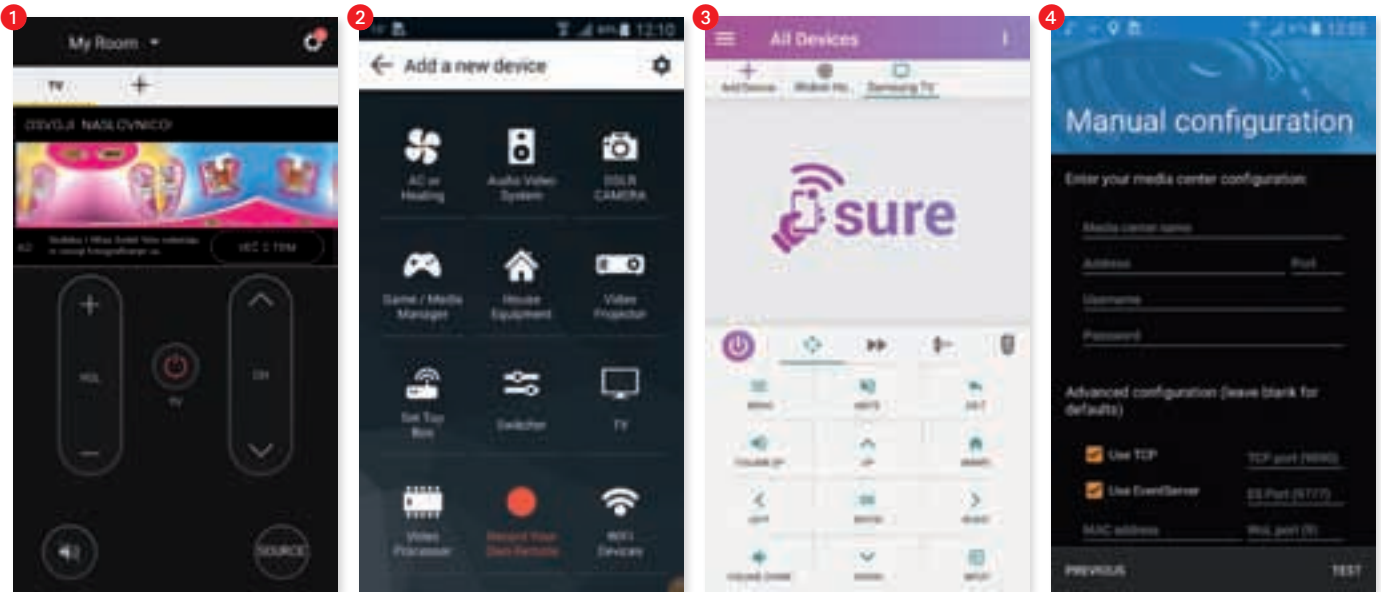 1
My Room
TV
OSVOJI NASLOVNICO!
VEČ O TEM
VOL
CH
TV
SOURCE
2
12:10
Add a new device
AC or
Heating
Audio Video
System
DSLR
CAMERA
Game / Media
Manager
House
Equipment
Video
Projector
Set Top
Box
Switcher
TV
Video
Processor
Record Your
Own Remote
WiFi
Devices
3
All Devices
Add Device
Samsung TV
sure
MENU
MUTE
EXIT
VOLUME UP
UP
LEFT
RIGHT
VOLUME DOWN
DOWN
INPUT
4
Manual configuration
Enter your media center configuration:
Media center name
Address Port
Username
Password
Advanced configuration (leave blank for
defaults)
Use TCP TCP port (9090)
Use EventServer ES Port (9777)
MAC address WoL port (9)
PREVIOUS TEST